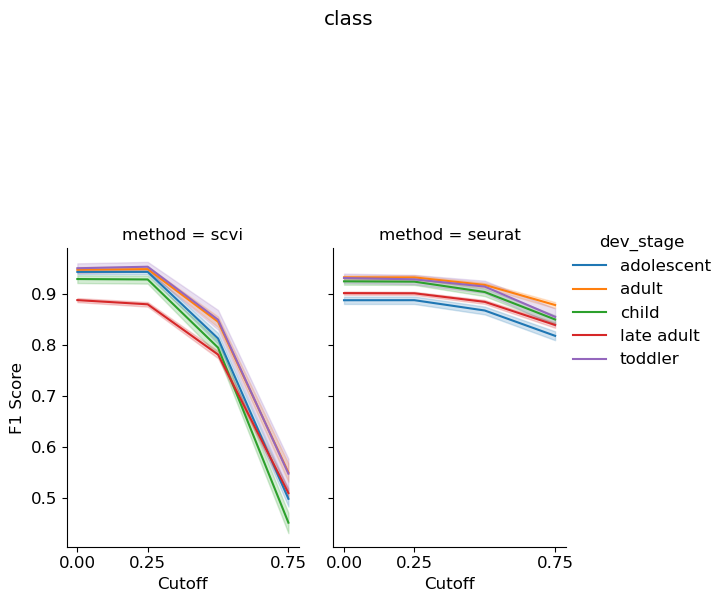 class
method = scvi
method = seurat
dev_stage
adolescent
adult
child
late adult
toddler
F1 Score
0.9
0.8
0.7
0.6
0.5
0.00 0.25 0.75
0.00 0.25 0.75
Cutoff
Cutoff